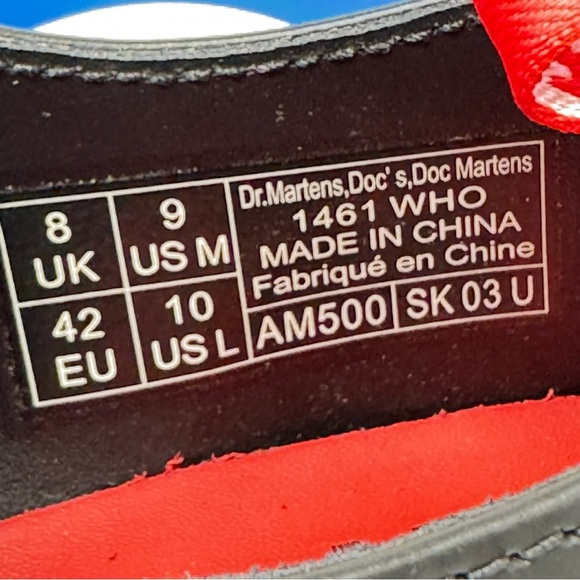 8
UK
9
US M
42
EU
10
US L
Dr.Martens,Doc's,Doc Martens
1461 WHO
MADE IN CHINA
Fabriqué en Chine
AM500
SK 03 U